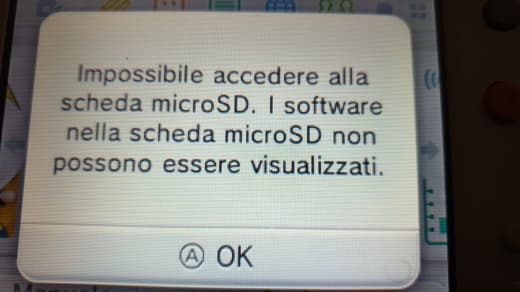 Impossibile accedere alla
scheda microSD. I software
nella scheda microSD non
possono essere visualizzati.
Ⓐ OK